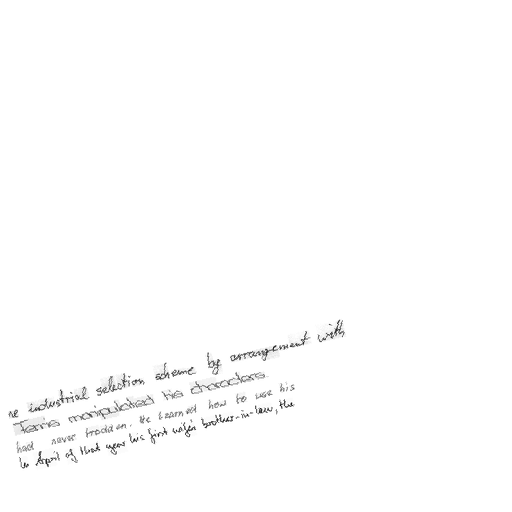 ne industrial selection scheme by arrangement with
Ferris manipulated his characters.
had never trodden. He learned how to use his
In April of that year his first wife's brother-in-law, the